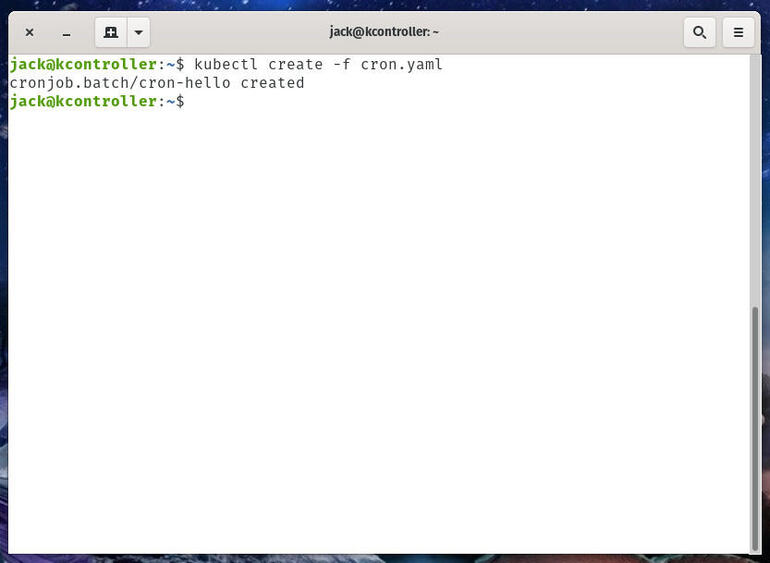 jack@kcontroller: ~
jack@kcontroller:~$ kubectl create -f cron.yaml
cronjob.batch/cron-hello created
jack@kcontroller:~$